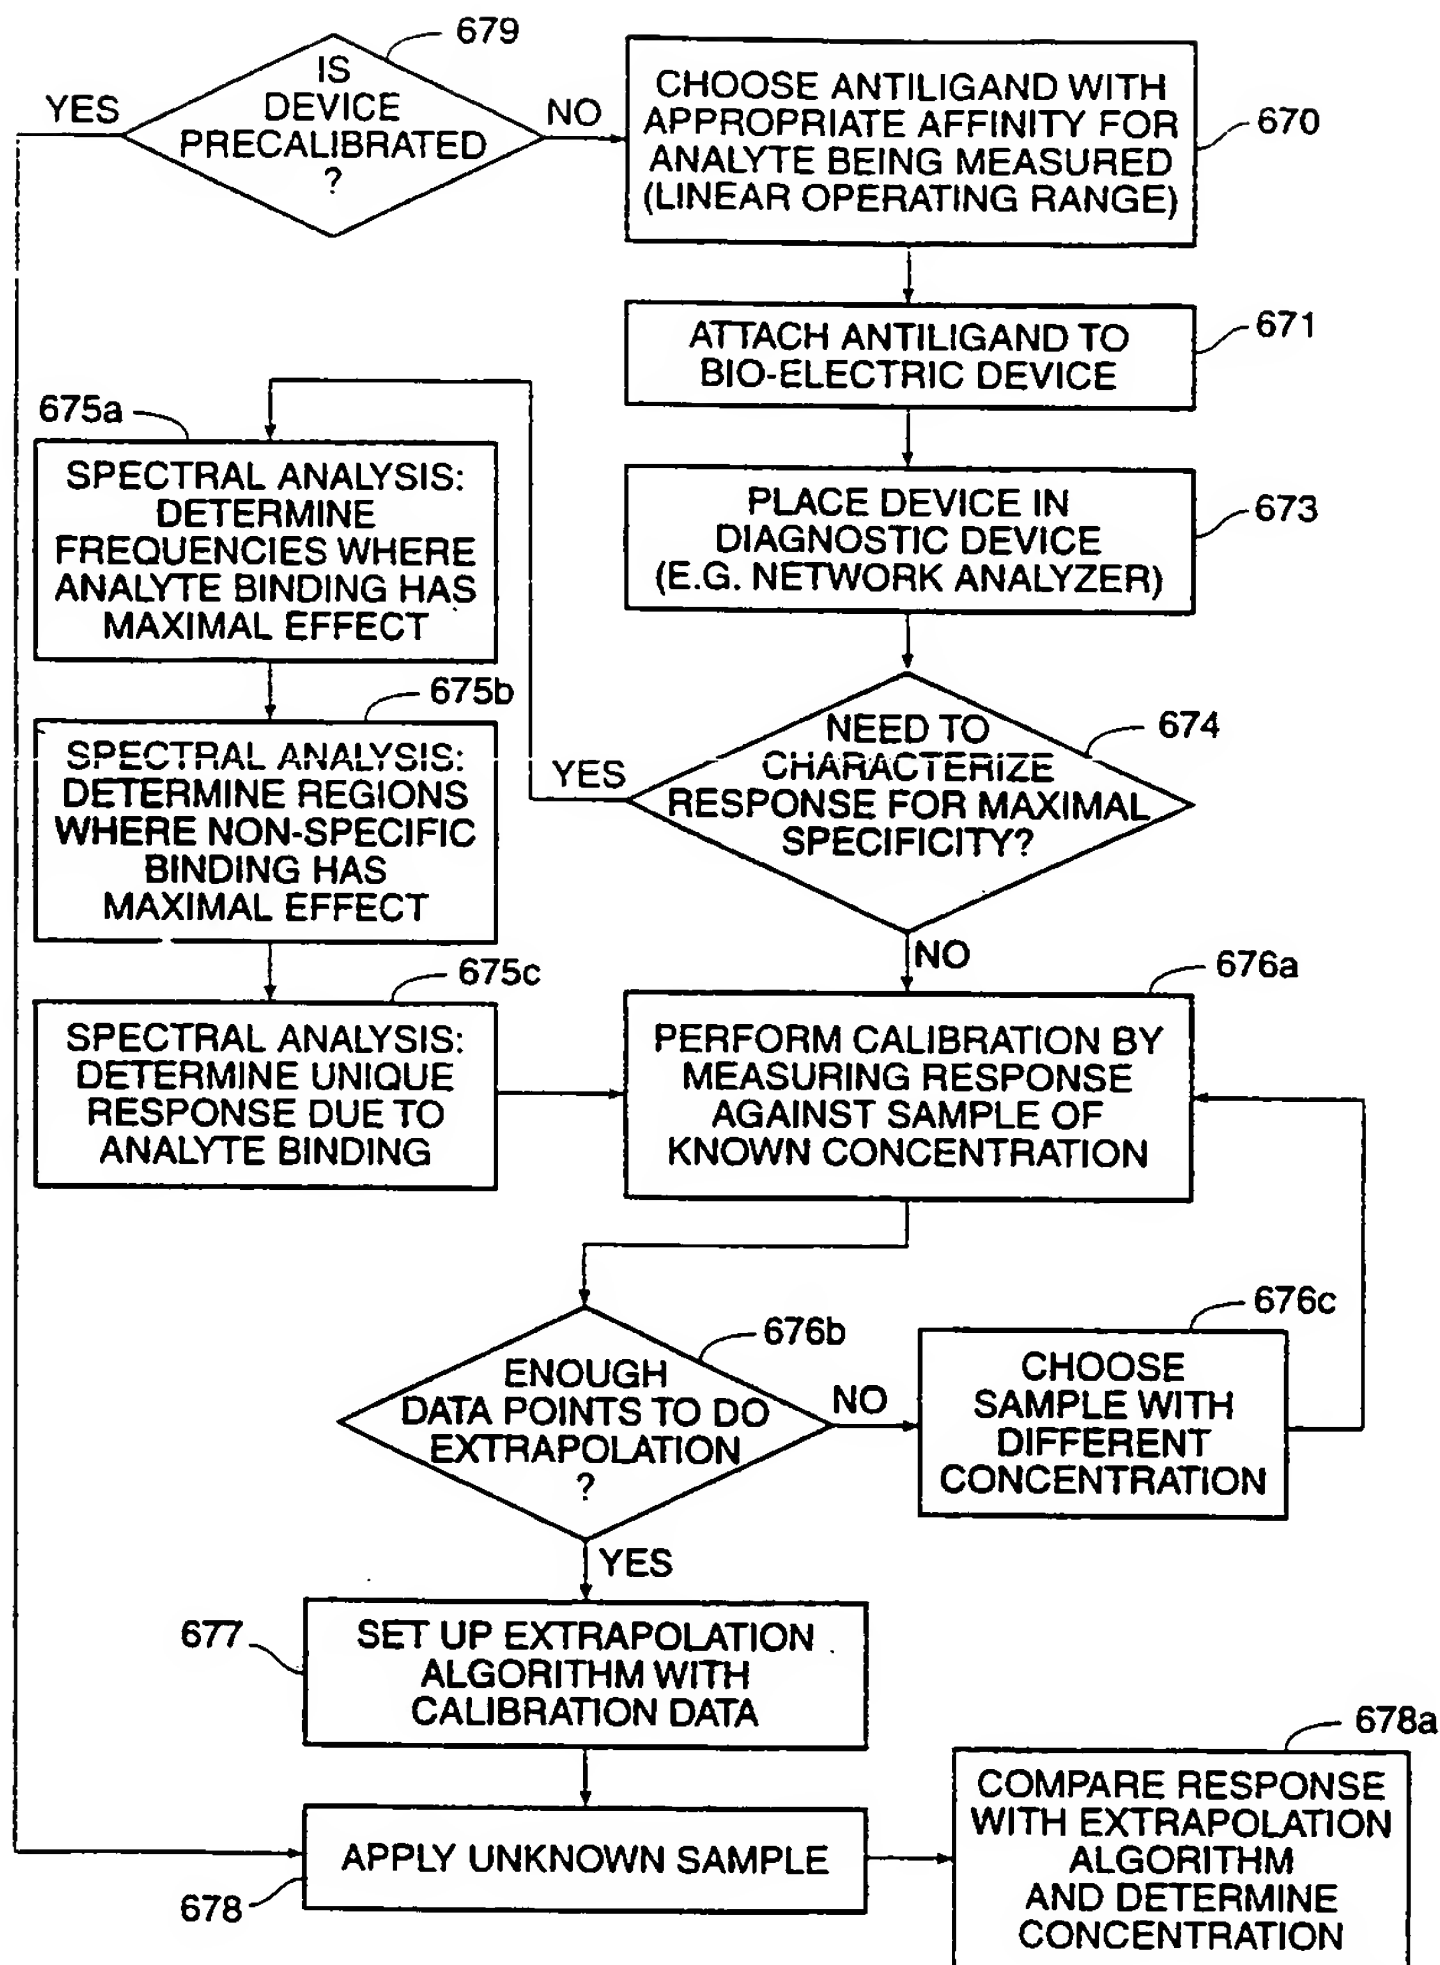 679
IS
DEVICE
PRECALIBRATED
?
YES
NO
CHOOSE ANTILIGAND WITH
APPROPRIATE AFFINITY FOR
ANALYTE BEING MEASURED
(LINEAR OPERATING RANGE)
670
ATTACH ANTILIGAND TO
BIO-ELECTRIC DEVICE
671
PLACE DEVICE IN
DIAGNOSTIC DEVICE
(E.G. NETWORK ANALYZER)
673
NEED TO
CHARACTERIZE
RESPONSE FOR MAXIMAL
SPECIFICITY?
674
YES
NO
675a
SPECTRAL ANALYSIS:
DETERMINE
FREQUENCIES WHERE
ANALYTE BINDING HAS
MAXIMAL EFFECT
675b
SPECTRAL ANALYSIS:
DETERMINE REGIONS
WHERE NON-SPECIFIC
BINDING HAS
MAXIMAL EFFECT
675c
SPECTRAL ANALYSIS:
DETERMINE UNIQUE
RESPONSE DUE TO
ANALYTE BINDING
676a
PERFORM CALIBRATION BY
MEASURING RESPONSE
AGAINST SAMPLE OF
KNOWN CONCENTRATION
676b
ENOUGH
DATA POINTS TO DO
EXTRAPOLATION
?
NO
676c
CHOOSE
SAMPLE WITH
DIFFERENT
CONCENTRATION
YES
677
SET UP EXTRAPOLATION
ALGORITHM WITH
CALIBRATION DATA
678
APPLY UNKNOWN SAMPLE
678a
COMPARE RESPONSE
WITH EXTRAPOLATION
ALGORITHM
AND DETERMINE
CONCENTRATION